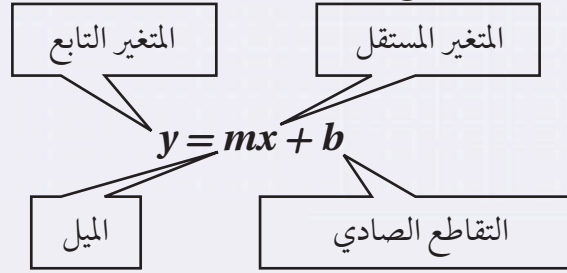 المتغير المستقل
المتغير التابع
y = mx + b
التقاطع الصادي
الميل